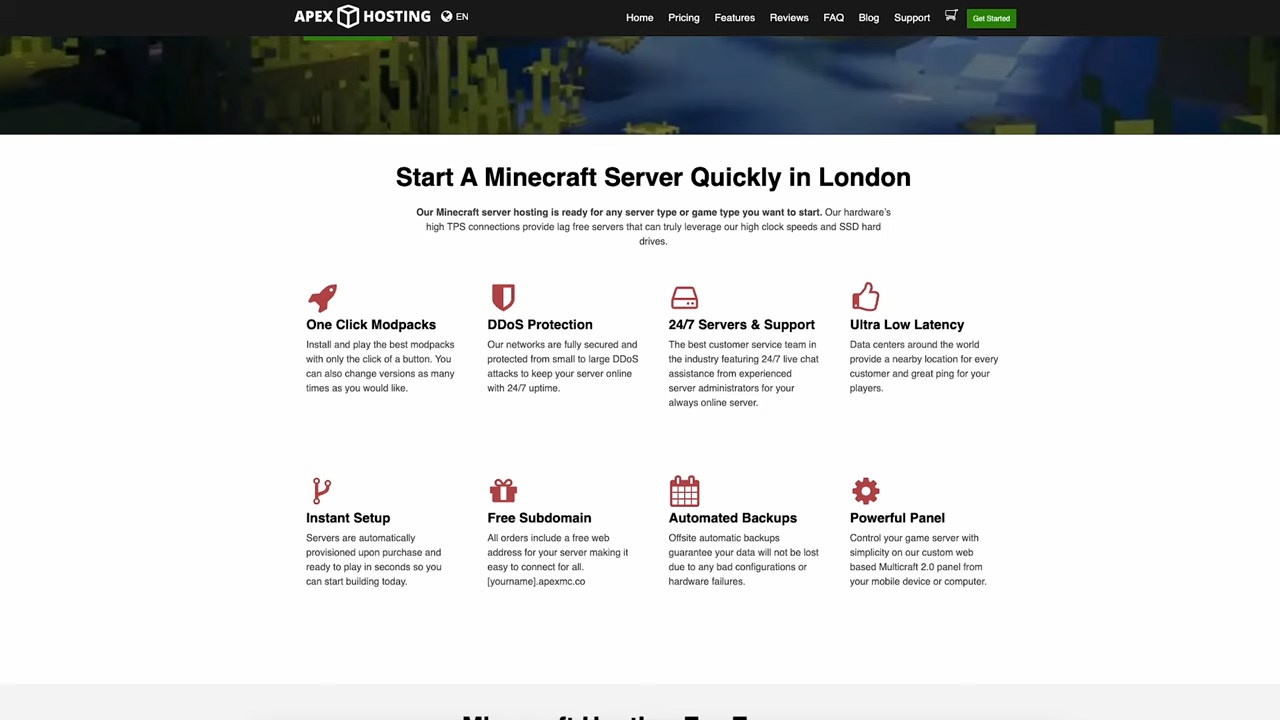 APEX HOSTING EN Home Pricing Features Reviews FAQ Blog Support Get Started
Start A Minecraft Server Quickly in London
Our Minecraft server hosting is ready for any server type or game type you want to start. Our hardware's
high TPS connections provide lag free servers that can truly leverage our high clock speeds and SSD hard
drives.
One Click Modpacks
Install and play the best modpacks
with only the click of a button. You
can also change versions as many
times as you would like.
DDoS Protection
Our networks are fully secured and
protected from small to large DDoS
attacks to keep your server online
with 24/7 uptime.
24/7 Servers & Support
The best customer service team in
the industry featuring 24/7 live chat
assistance from experienced
server administrators for your
always online server.
Ultra Low Latency
Data centers around the world
provide a nearby location for every
customer and great ping for your
players.
Instant Setup
Servers are automatically
provisioned upon purchase and
ready to play in seconds so you
can start building today.
Free Subdomain
All orders include a free web
address for your server making it
easy to connect for all.
[yourname].apexmc.co
Automated Backups
Offsite automatic backups
guarantee your data will not be lost
due to any bad configurations or
hardware failures.
Powerful Panel
Control your game server with
simplicity on our custom web
based Multicraft 2.0 panel from
your mobile device or computer.
Minecraft Hosting For